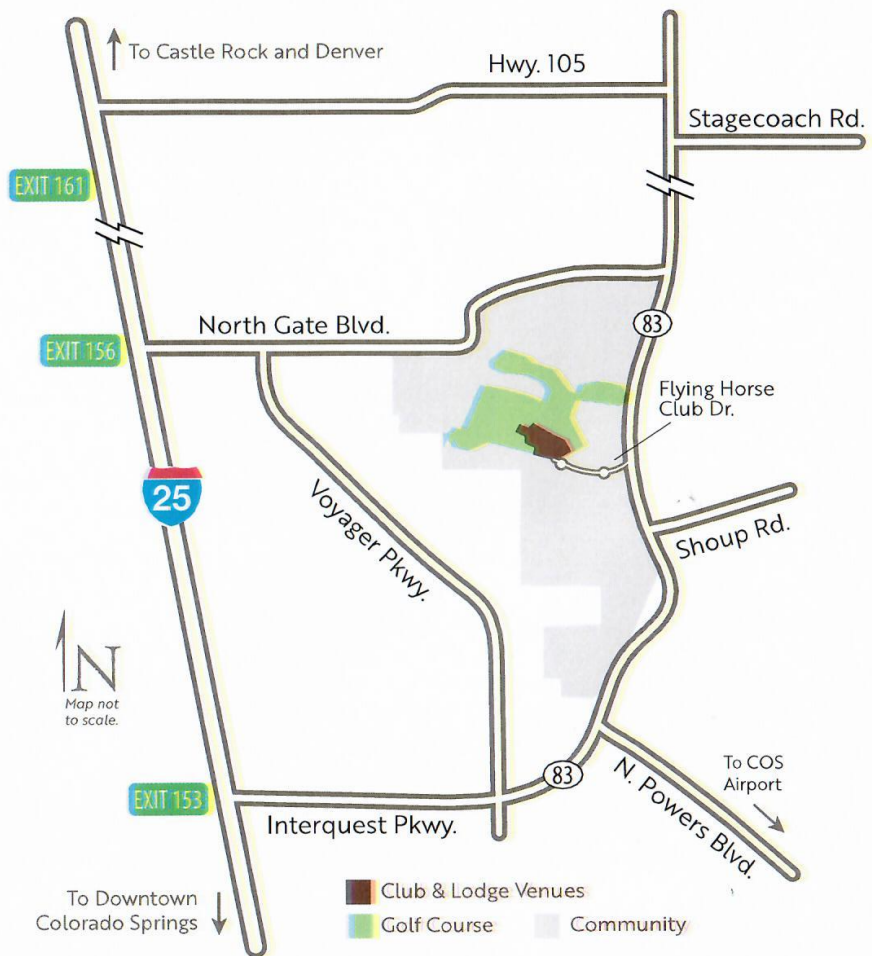 To Castle Rock and Denver
Hwy. 105
Stagecoach Rd.
EXIT 161
83
North Gate Blvd.
EXIT 156
Flying Horse
Club Dr.
25
Voyager Pkwy.
Shoup Rd.
N
Map not
to scale.
To COS
Airport
83
EXIT 153
N. Powers Blvd.
Interquest Pkwy.
To Downtown
Colorado Springs
Club & Lodge Venues
Golf Course
Community